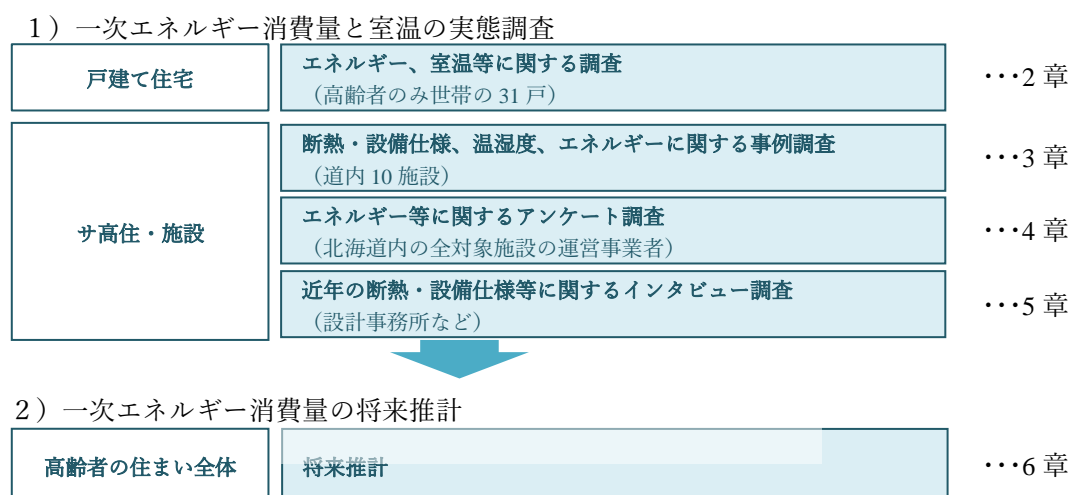 １）一次エネルギー消費量と室温の実態調査
戸建て住宅
エネルギー、室温等に関する調査
（高齢者のみ世帯の 31 戸）
･･･2 章
サ高住・施設
断熱・設備仕様、温湿度、エネルギーに関する事例調査
（道内 10 施設）
･･･3 章
エネルギー等に関するアンケート調査
（北海道内の全対象施設の運営事業者）
･･･4 章
近年の断熱・設備仕様等に関するインタビュー調査
（設計事務所など）
･･･5 章
２）一次エネルギー消費量の将来推計
高齢者の住まい全体
将来推計
･･･6 章